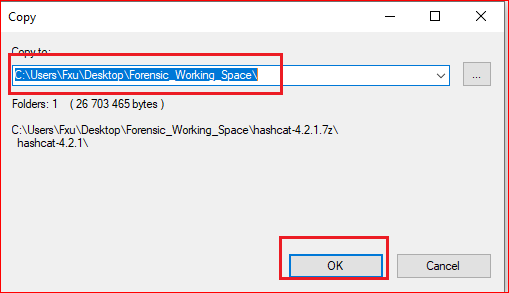 Copy
Copy to:
C:\Users\Fxu\Desktop\Forensic_Working_Space\
...
Folders: 1    ( 26 703 465 bytes )
C:\Users\Fxu\Desktop\Forensic_Working_Space\hashcat-4.2.1.7z\
hashcat-4.2.1\
OK
Cancel